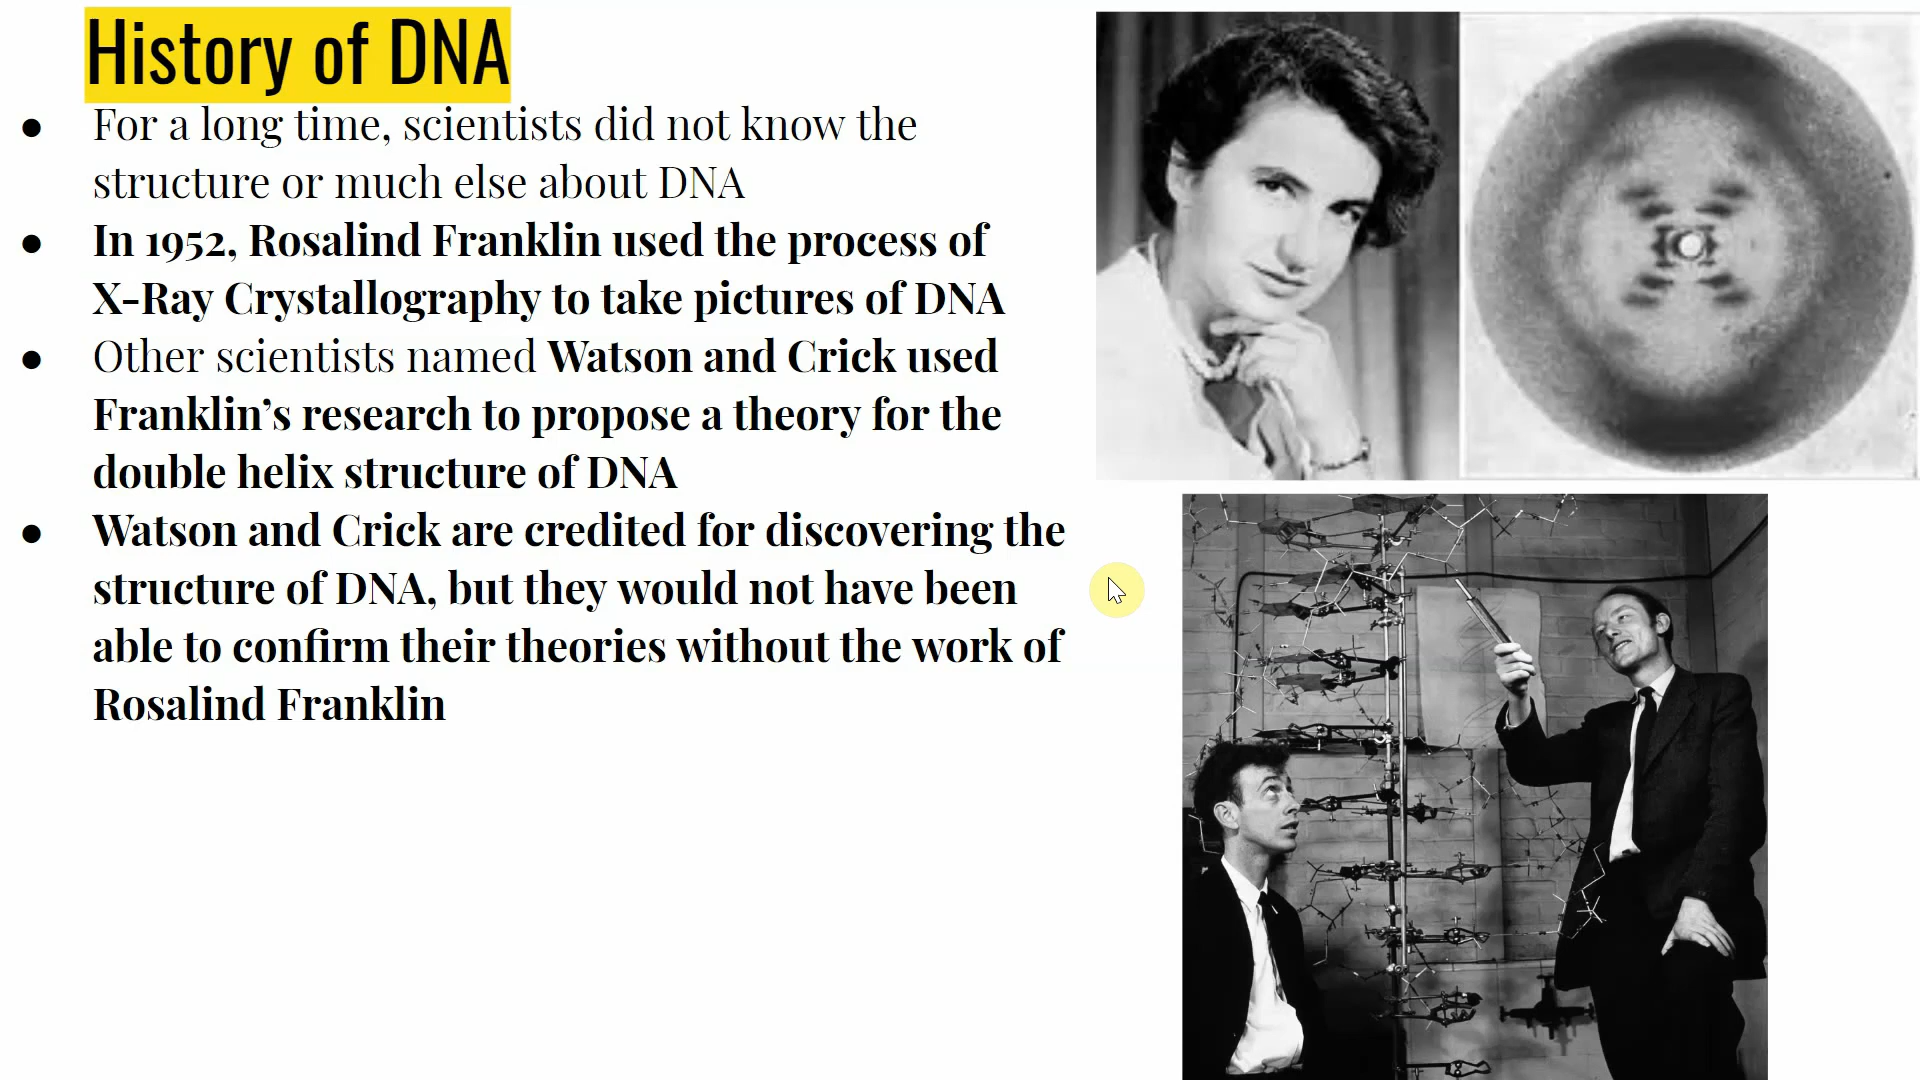 History of DNA
● For a long time, scientists did not know the
structure or much else about DNA
● In 1952, Rosalind Franklin used the process of
X-Ray Crystallography to take pictures of DNA
● Other scientists named Watson and Crick used
Franklin’s research to propose a theory for the
double helix structure of DNA
● Watson and Crick are credited for discovering the
structure of DNA, but they would not have been
able to confirm their theories without the work of
Rosalind Franklin